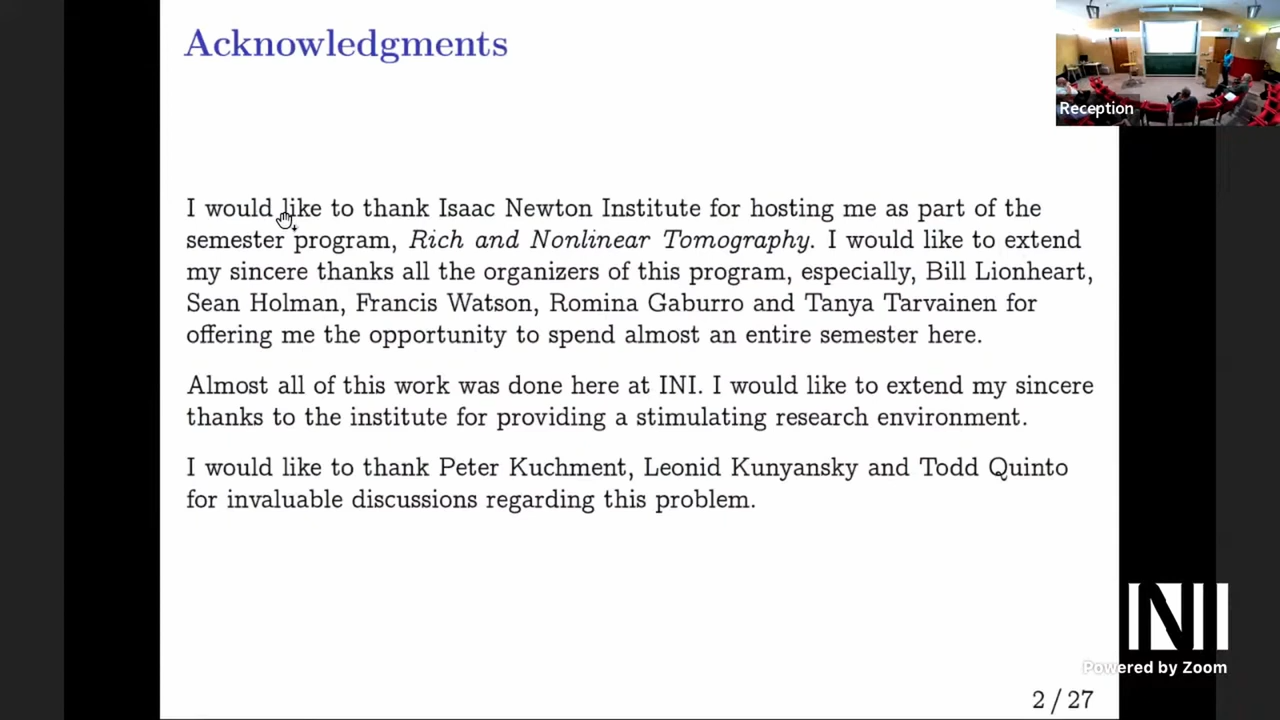 Acknowledgments
Reception
I would like to thank Isaac Newton Institute for hosting me as part of the
semester program, Rich and Nonlinear Tomography. I would like to extend
my sincere thanks all the organizers of this program, especially, Bill Lionheart,
Sean Holman, Francis Watson, Romina Gaburro and Tanya Tarvainen for
offering me the opportunity to spend almost an entire semester here.
Almost all of this work was done here at INI. I would like to extend my sincere
thanks to the institute for providing a stimulating research environment.
I would like to thank Peter Kuchment, Leonid Kunyansky and Todd Quinto
for invaluable discussions regarding this problem.
INI
Powered by Zoom
2 / 27